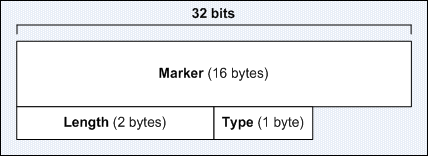 32 bits
Marker (16 bytes)
Length (2 bytes) Type (1 byte)